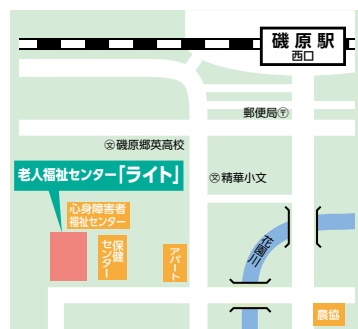 磯原駅
西口
郵便局〒
文磯原郷英高校
老人福祉センター「ライト」
文精華小文
心身障害者
福祉センター
保健
センター
アパート
花園川
農協